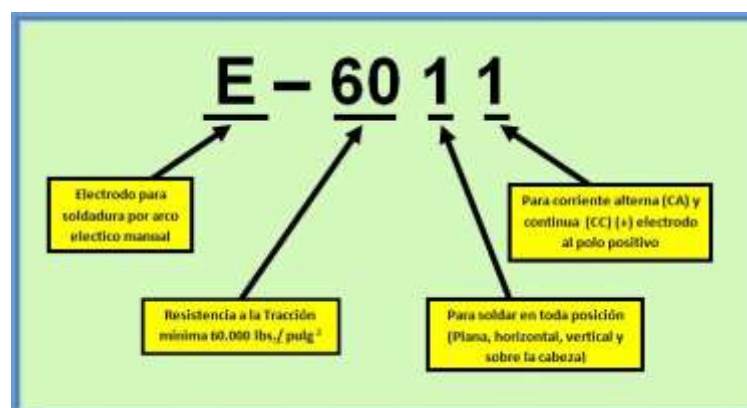 E – 60 1 1
Electrodo para
soldadura por arco
electico manual
Para corriente alterna (CA) y
continua (CC) (+) electrodo
al polo positivo
Resistencia a la Tracción
mínima 60.000 lbs./ pulg ²
Para soldar en toda posición
(Plana, horizontal, vertical y
sobre la cabeza)